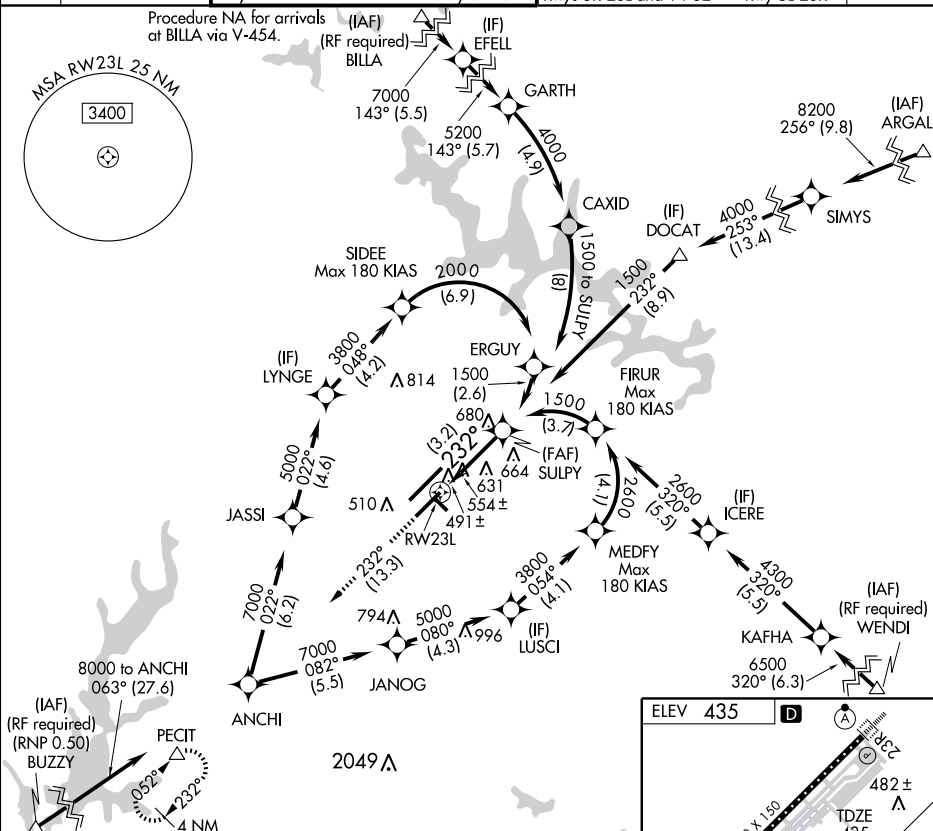 Procedure NA for arrivals
at BILLA via V-454.
(IAF)
(RF required)
BILLA
(IF)
EFELL
MSA RW23L 25 NM
3400
7000
143° (5.5)
5200
143° (5.7)
GARTH
4000
(4.9)
8200
256° (9.8)
(IAF)
ARGAL
CAXID
1500 to SULPY
(8)
(IF)
DOCAT
4000
253°
(13.4)
SIMYS
1500
232°
(8.9)
SIDEE
Max 180 KIAS
2000
(6.9)
3800
048°
(4.2)
(IF)
LYNGE
814
ERGUY
1500
(2.6)
FIRUR
Max
180 KIAS
1500
(3.7)
680
(3.2)
232°
(FAF)
SULPY
664
631
554 ±
491 ±
510
RW23L
5000
022°
(4.6)
JASSI
2600
(4.1)
2600
320°
(5.5)
(IF)
ICERE
MEDFY
Max
180 KIAS
232°
(13.3)
3800
054°
(4.1)
4300
320°
(5.5)
7000
022°
(6.2)
794
5000
080°
(4.3)
996
(IF)
LUSCI
(IAF)
(RF required)
WENDI
KAFHA
6500
320° (6.3)
7000
082°
(5.5)
JANOG
ANCHI
8000 to ANCHI
063° (27.6)
(IAF)
(RF required)
(RNP 0.50)
BUZZY
PECIT
052°
232°
4 NM
2049
ELEV 435
D
A
23R
P
482 ±
X 150
TDZE